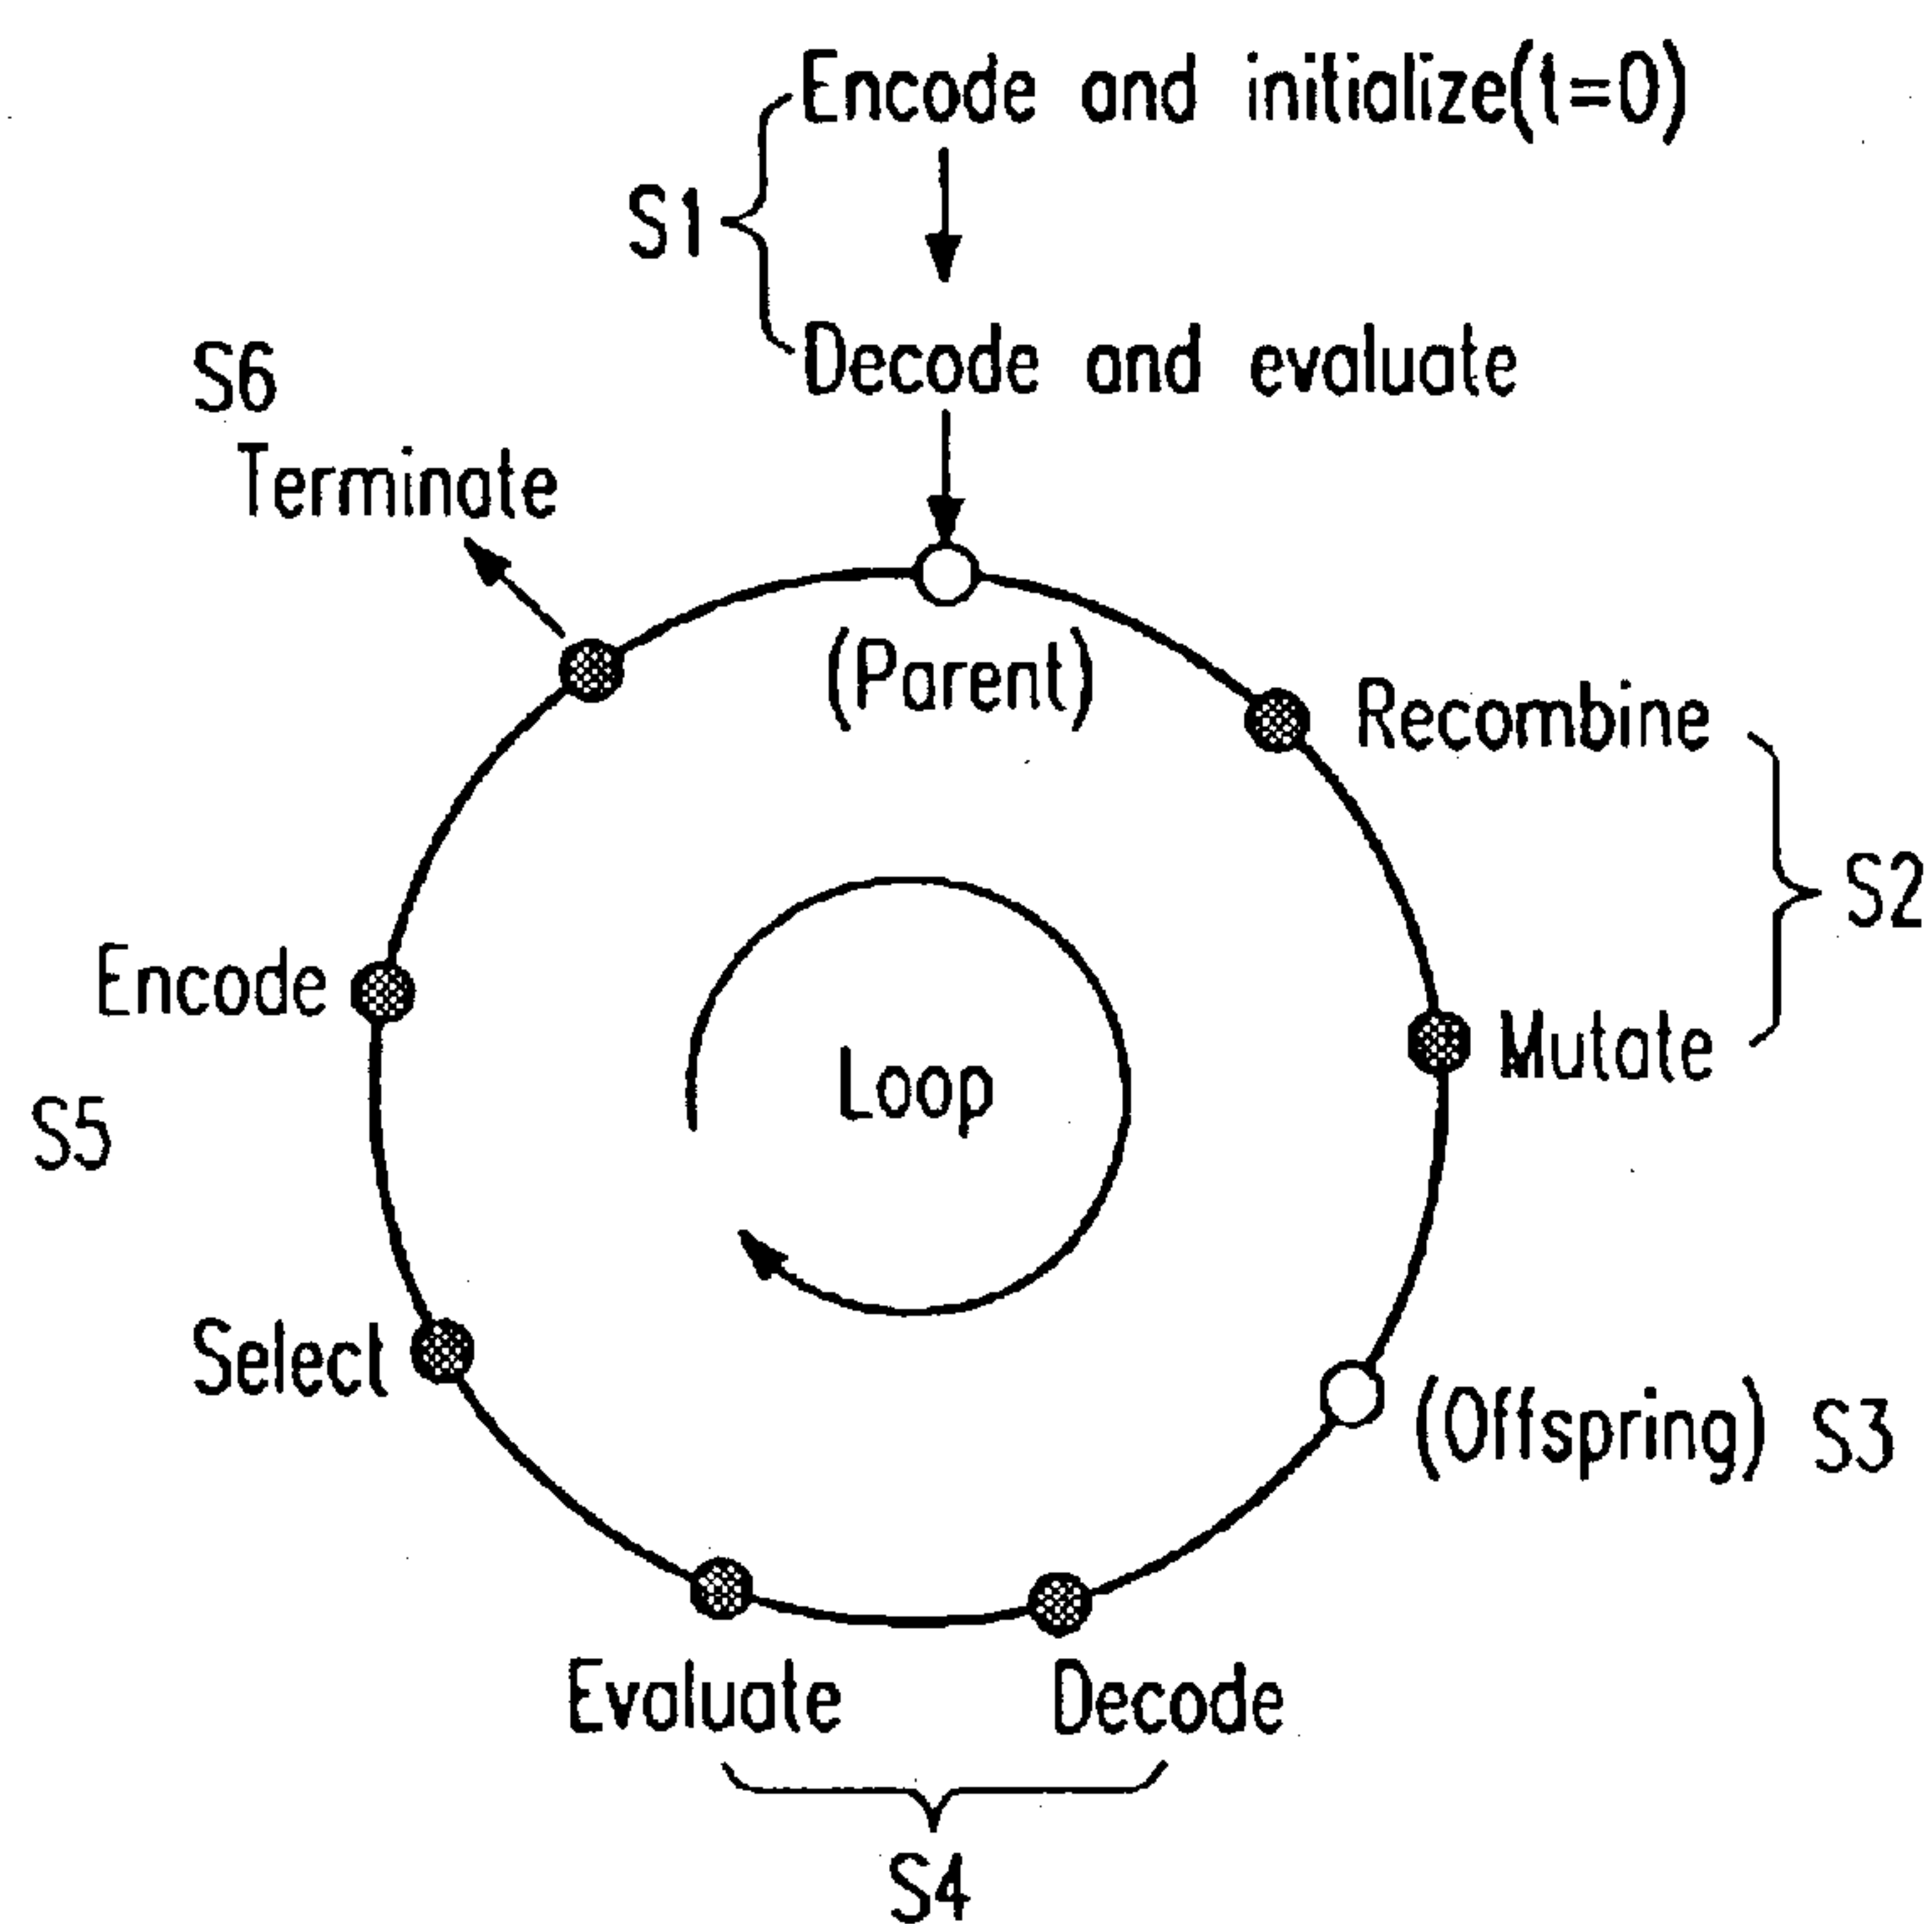 Encode and initialize(t=0)
S1
Decode and evaluate
S6
Terminate
(Parent)
Recombine
S2
Encode
Mutate
Loop
S5
Select
(Offspring) S3
Evaluate
Decode
S4